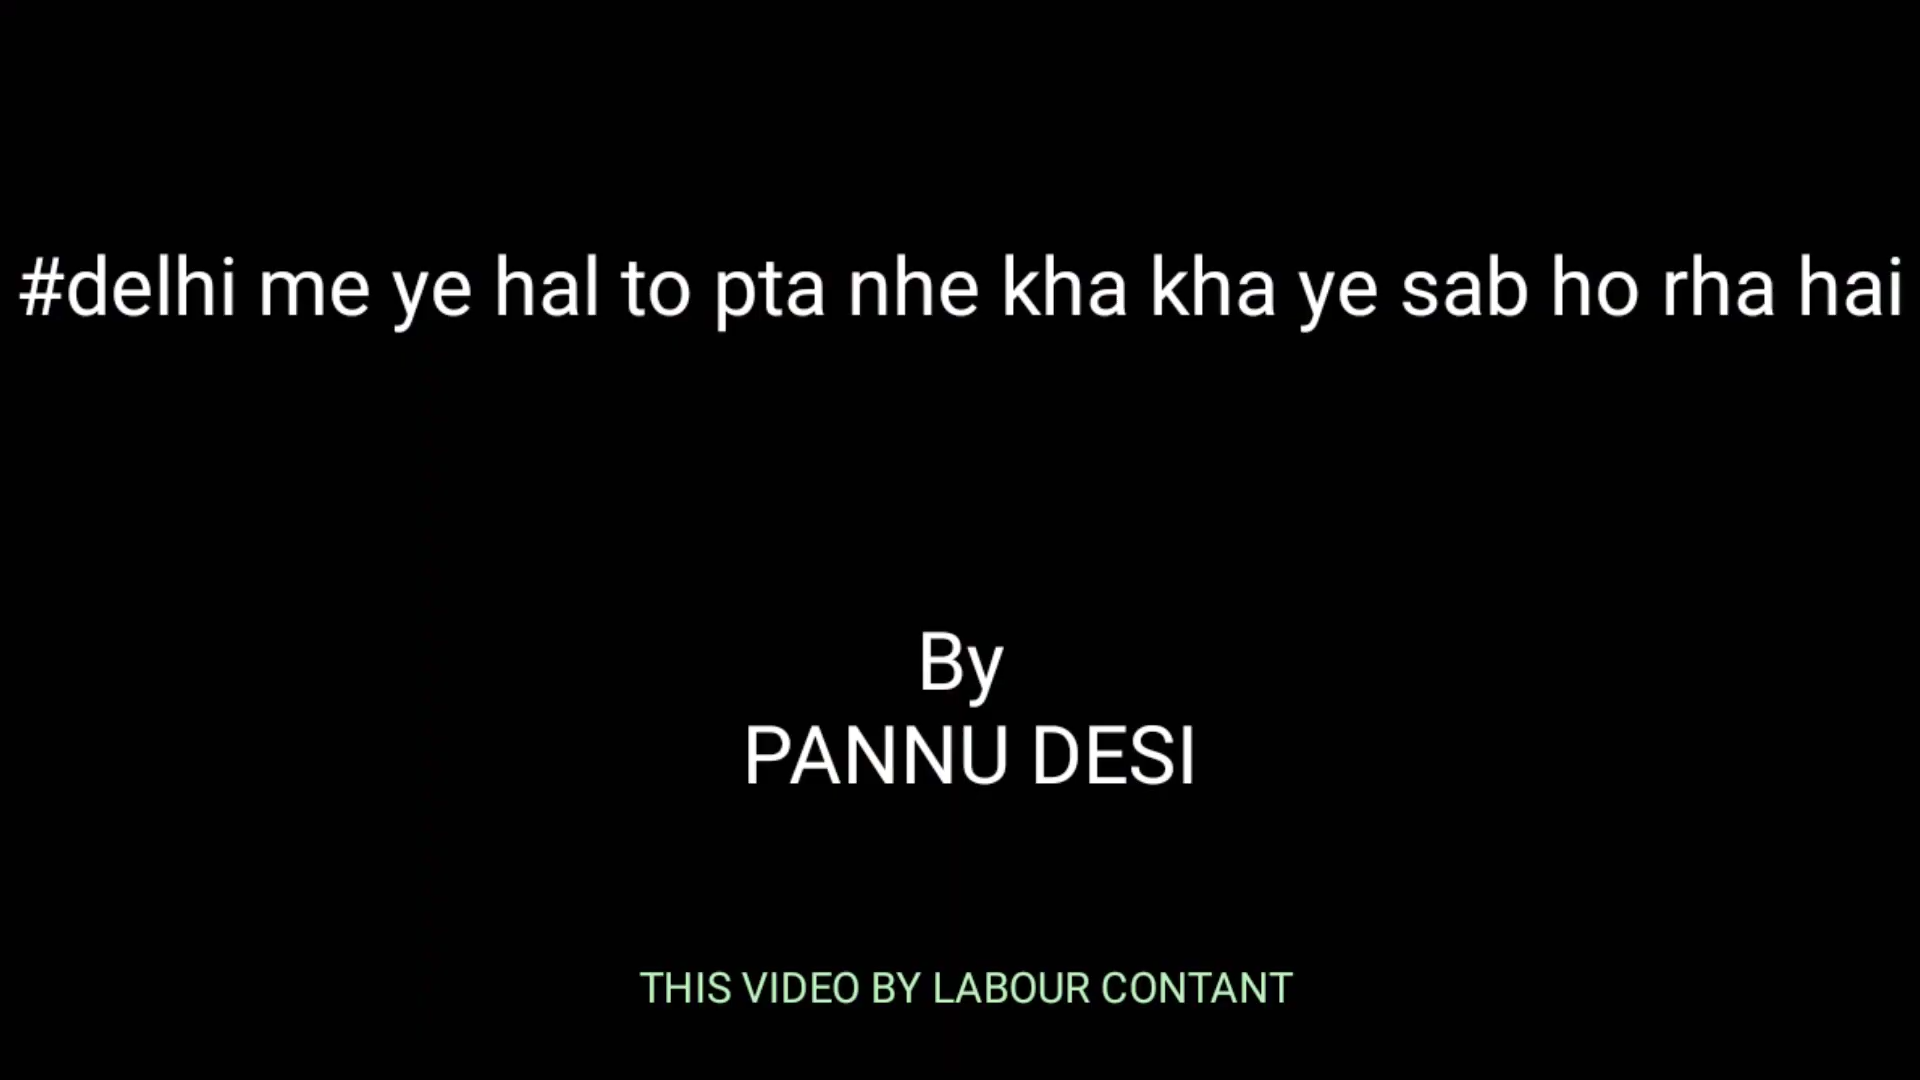 #delhi me ye hal to pta nhe kha kha ye sab ho rha hai
By
PANNU DESI
THIS VIDEO BY LABOUR CONTANT